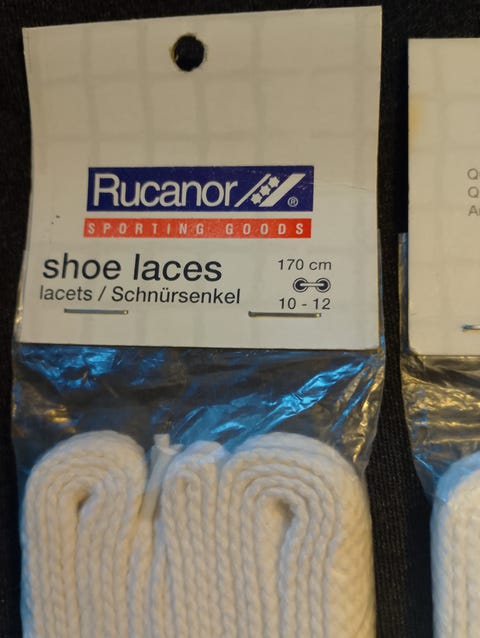 Rucanor®
SPORTING GOODS
shoe laces
lacets / Schnürsenkel
170 cm
10 - 12